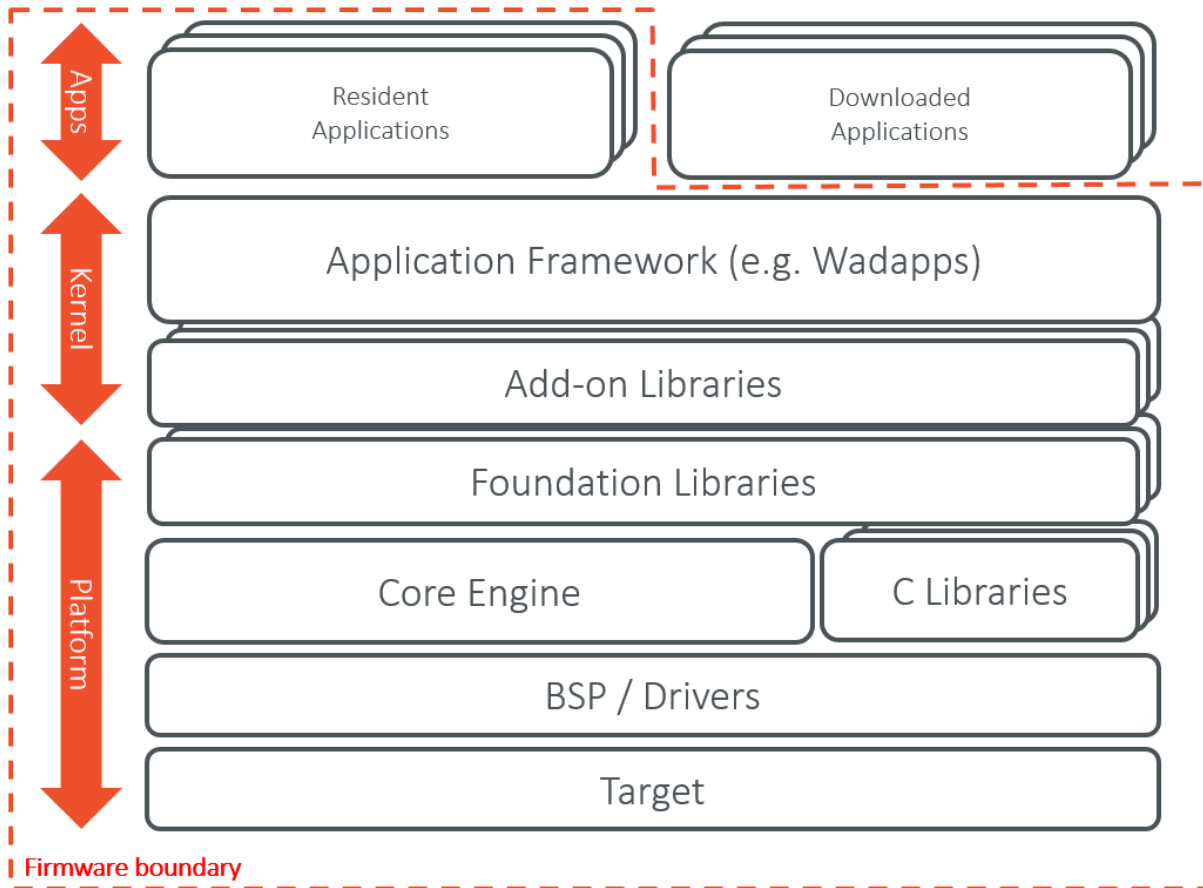 Apps
Resident
Applications
Downloaded
Applications
Kernel
Application Framework (e.g. Wadapps)
Add-on Libraries
Platform
Foundation Libraries
Core Engine
C Libraries
BSP / Drivers
Target
Firmware boundary